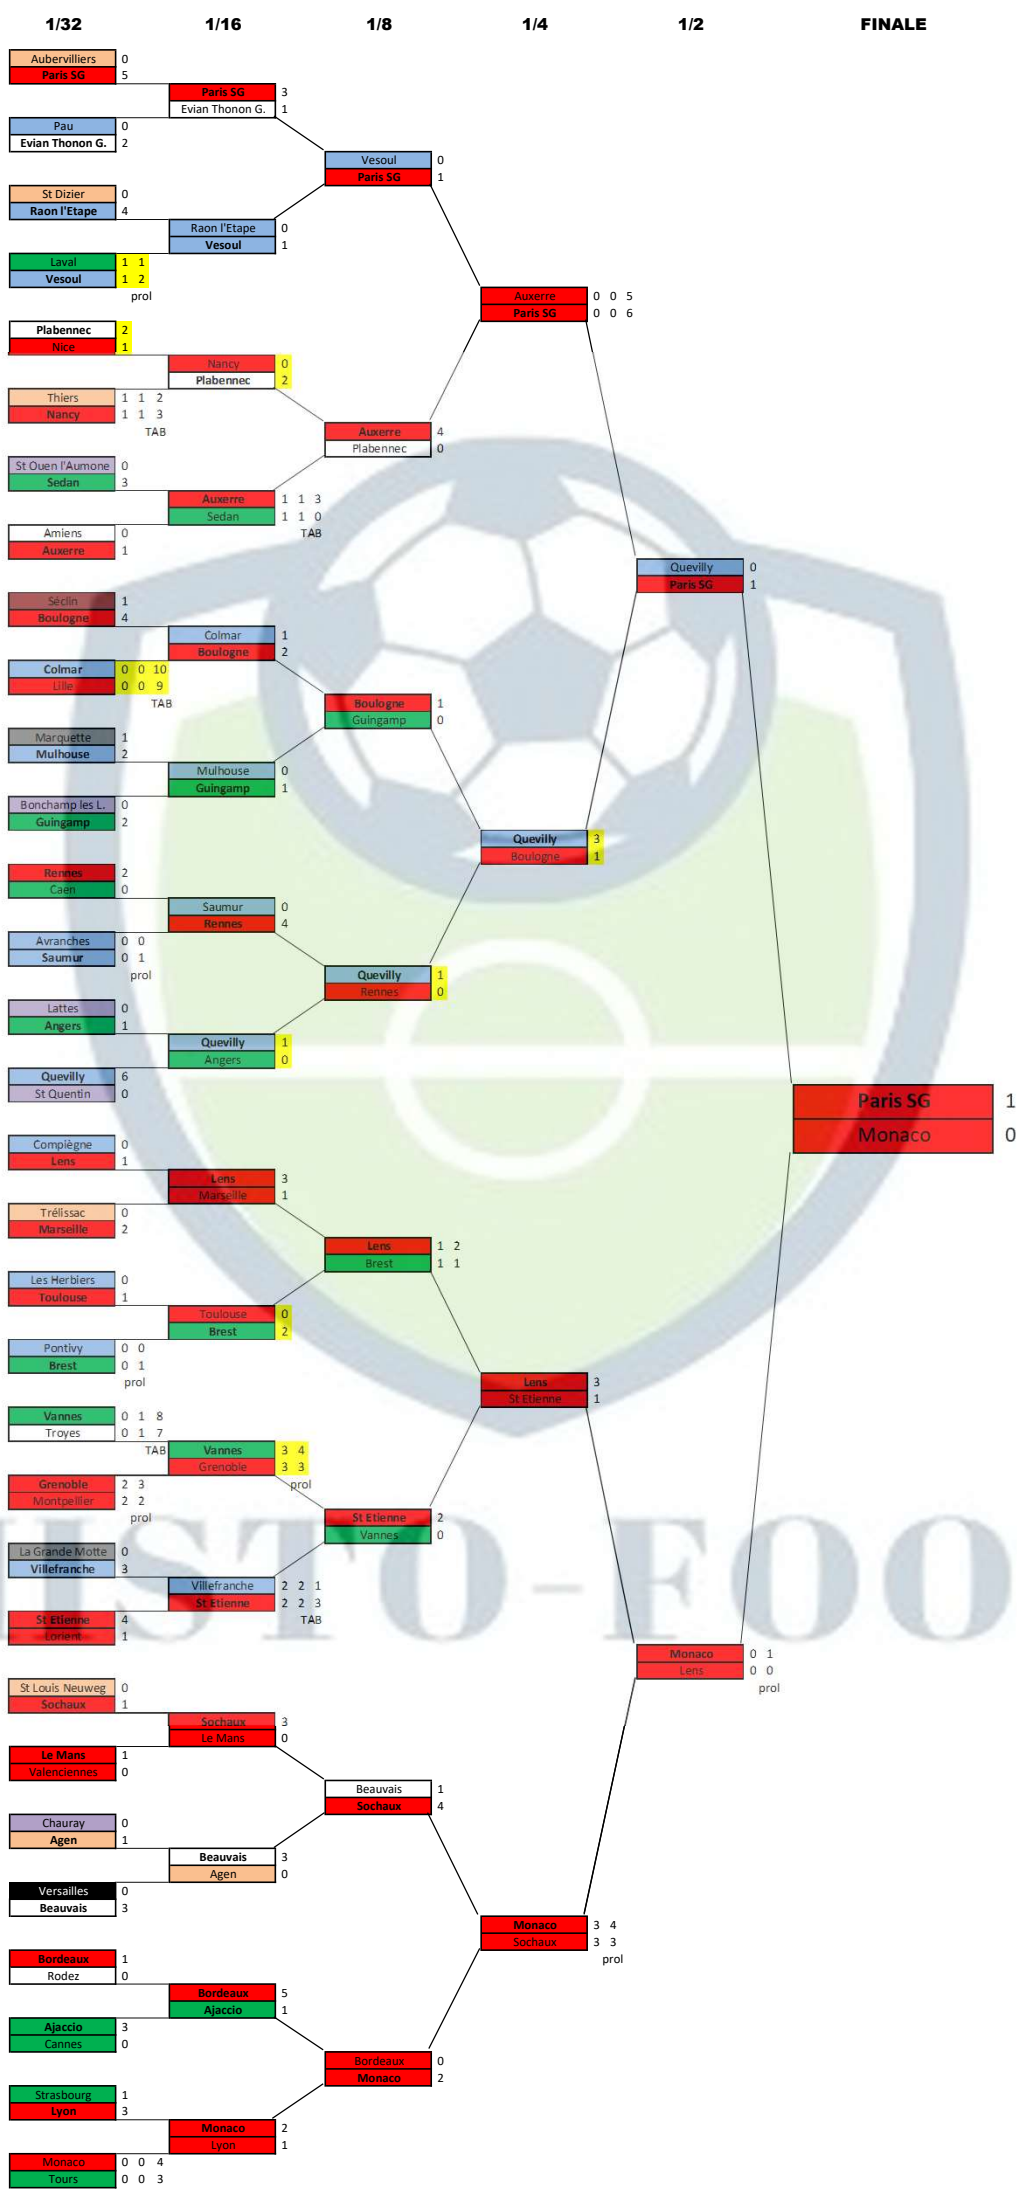 1/32 1/16 1/8 1/4 1/2 FINALE
Aubervilliers 0
Paris SG 5
Paris SG 3
Evian Thonon G. 1
Pau 0
Evian Thonon G. 2
Vesoul 0
Paris SG 1
St Dizier 0
Raon l'Etape 4
Raon l'Etape 0
Vesoul 1
Laval 1 1
Vesoul 1 2
prol
Auxerre 0 0 5
Paris SG 0 0 6
Plabennec 2
Nice 1
Nancy 0
Plabennec 2
Thiers 1 1 2
Nancy 1 1 3
TAB
Auxerre 4
Plabennec 0
St Ouen l'Aumone 0
Sedan 3
Auxerre 1 1 3
Sedan 1 1 0
TAB
Amiens 0
Auxerre 1
Quevilly 0
Paris SG 1
Séclin 1
Boulogne 4
Colmar 1
Boulogne 2
Colmar 0 0 10
Lille 0 0 9
TAB
Boulogne 1
Guingamp 0
Marquette 1
Mulhouse 2
Mulhouse 0
Guingamp 1
Bonchamp les L. 0
Guingamp 2
Quevilly 3
Boulogne 1
Rennes 2
Caen 0
Saumur 0
Rennes 4
Avranches 0 0
Saumur 0 1
prol
Quevilly 1
Rennes 0
Lattes 0
Angers 1
Quevilly 1
Angers 0
Quevilly 6
St Quentin 0
Paris SG 1
Monaco 0
Compiègne 0
Lens 1
Lens 3
Marseille 1
Trélissac 0
Marseille 2
Lens 1 2
Brest 1 1
Les Herbiers 0
Toulouse 1
Toulouse 0
Brest 2
Pontivy 0 0
Brest 0 1
prol
Lens 3
St Etienne 1
Vannes 0 1 8
Troyes 0 1 7
TAB
Vannes 3 4
Grenoble 3 3
prol
Grenoble 2 3
Montpellier 2 2
prol
St Etienne 2
Vannes 0
HISTO-FOO
La Grande Motte 0
Villefranche 3
Villefranche 2 2 1
St Etienne 2 2 3
TAB
St Etienne 4
Lorient 1
Monaco 0 1
Lens 0 0
prol
St Louis Neuweg 0
Sochaux 1
Sochaux 3
Le Mans 0
Le Mans 1
Valenciennes 0
Beauvais 1
Sochaux 4
Chauray 0
Agen 1
Beauvais 3
Agen 0
Versailles 0
Beauvais 3
Monaco 3 4
Sochaux 3 3
prol
Bordeaux 1
Rodez 0
Bordeaux 5
Ajaccio 1
Ajaccio 3
Cannes 0
Bordeaux 0
Monaco 2
Strasbourg 1
Lyon 3
Monaco 2
Lyon 1
Monaco 0 0 4
Tours 0 0 3